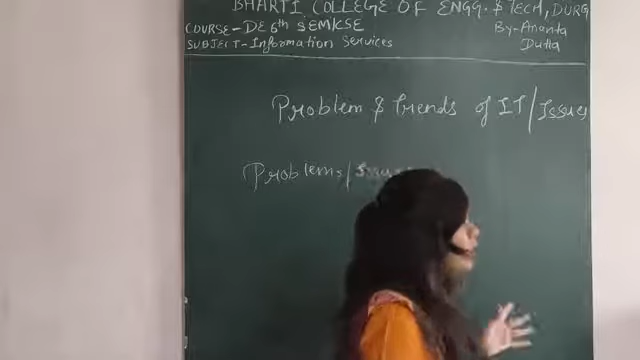 BHARTI COLLEGE OF ENGG. & TECH, DURG
COURSE- DE 6th SEM/CSE
By- Ananta
SUBJECT- Information Services
Dutta
Problem & Trends of IT/Issues
Problems/